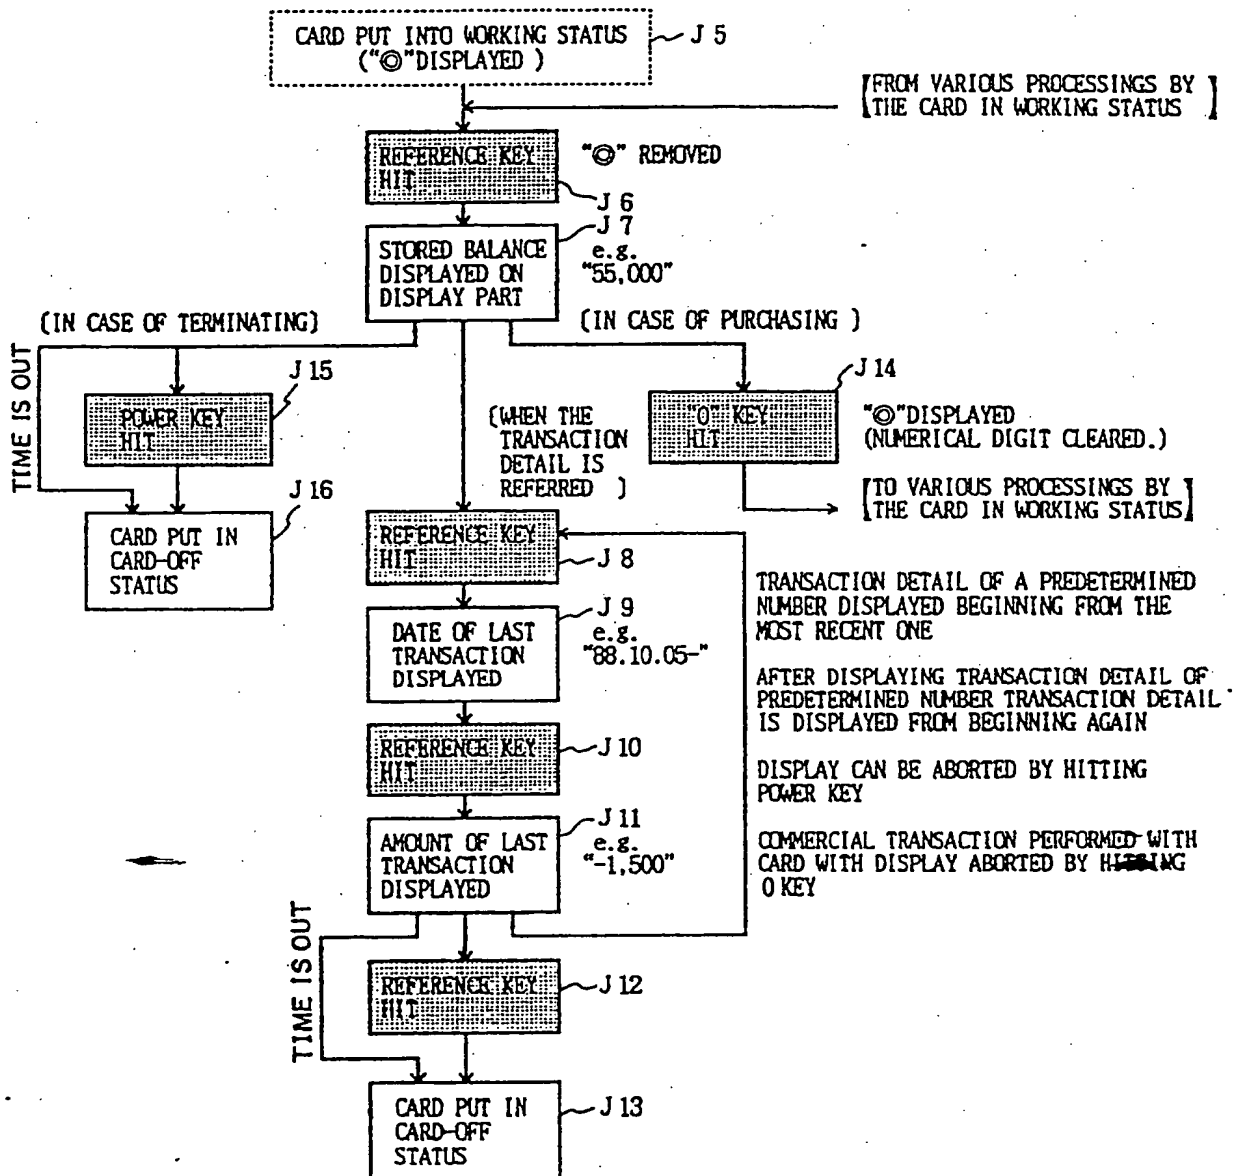 CARD PUT INTO WORKING STATUS
("◎"DISPLAYED )
J 5
[FROM VARIOUS PROCESSINGS BY
THE CARD IN WORKING STATUS ]
REFERENCE KEY
HIT
"◎" REMOVED
J 6
J 7
STORED BALANCE
DISPLAYED ON
DISPLAY PART
e.g.
"55,000"
(IN CASE OF TERMINATING)
(IN CASE OF PURCHASING )
TIME IS OUT
J 15
POWER KEY
HIT
J 14
"0" KEY
HIT
"◎"DISPLAYED
(NUMERICAL DIGIT CLEARED.)
(WHEN THE
TRANSACTION
DETAIL IS
REFERRED )
J 16
CARD PUT IN
CARD-OFF
STATUS
[TO VARIOUS PROCESSINGS BY
THE CARD IN WORKING STATUS]
REFERENCE KEY
HIT
J 8
J 9
DATE OF LAST
TRANSACTION
DISPLAYED
e.g.
"88.10.05-"
TRANSACTION DETAIL OF A PREDETERMINED
NUMBER DISPLAYED BEGINNING FROM THE
MOST RECENT ONE
AFTER DISPLAYING TRANSACTION DETAIL OF
PREDETERMINED NUMBER TRANSACTION DETAIL
IS DISPLAYED FROM BEGINNING AGAIN
REFERENCE KEY
HIT
J 10
DISPLAY CAN BE ABORTED BY HITTING
POWER KEY
J 11
AMOUNT OF LAST
TRANSACTION
DISPLAYED
e.g.
"-1,500"
COMMERCIAL TRANSACTION PERFORMED WITH
CARD WITH DISPLAY ABORTED BY HITTING
0 KEY
TIME IS OUT
REFERENCE KEY
HIT
J 12
CARD PUT IN
CARD-OFF
STATUS
J 13